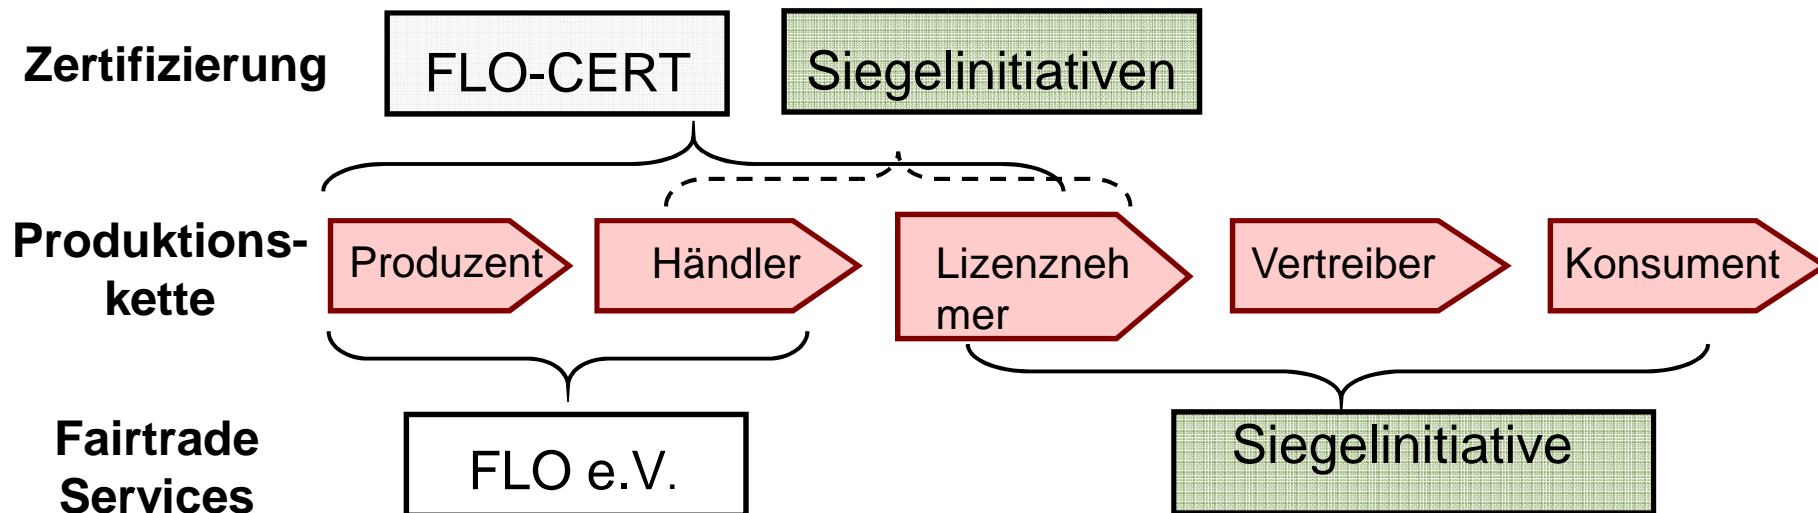 Zertifizierung
FLO-CERT
Siegelinitiativen
Produktions-
kette
Produzent
Händler
Lizenzneh
mer
Vertreiber
Konsument
Fairtrade
Services
FLO e.V.
Siegelinitiative